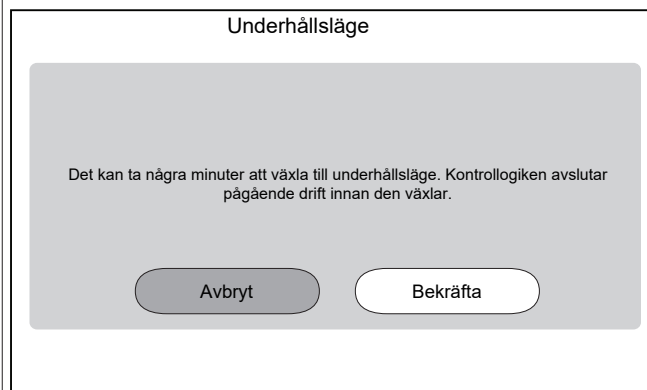 Underhållsläge
Det kan ta några minuter att växla till underhållsläge. Kontrollogiken avslutar
pågående drift innan den växlar.
Avbryt
Bekräfta